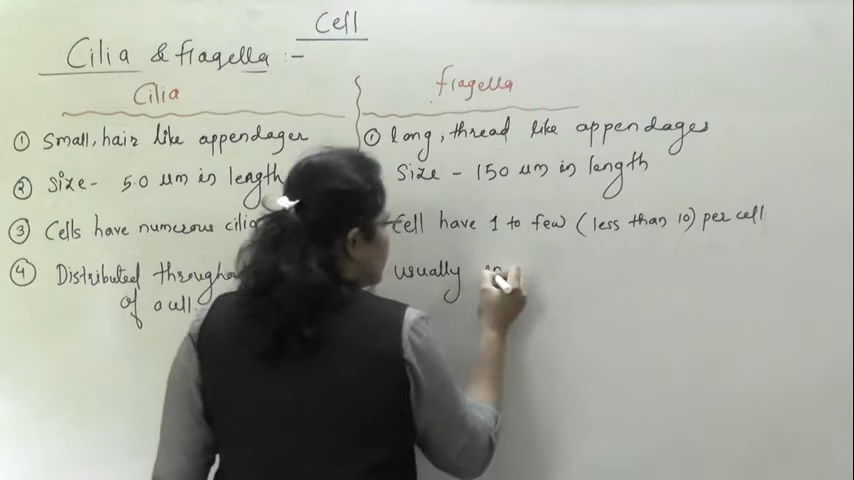 Cell
Cilia & flagella :-
Cilia
flagella
① Small, hair like appendages
① long, thread like appendages
② Size - 5.0 um in length
Size - 150 um in length
③ Cells have numerous cilia
Cell have 1 to few (less than 10) per cell
④ Distributed
of a cell.
usually